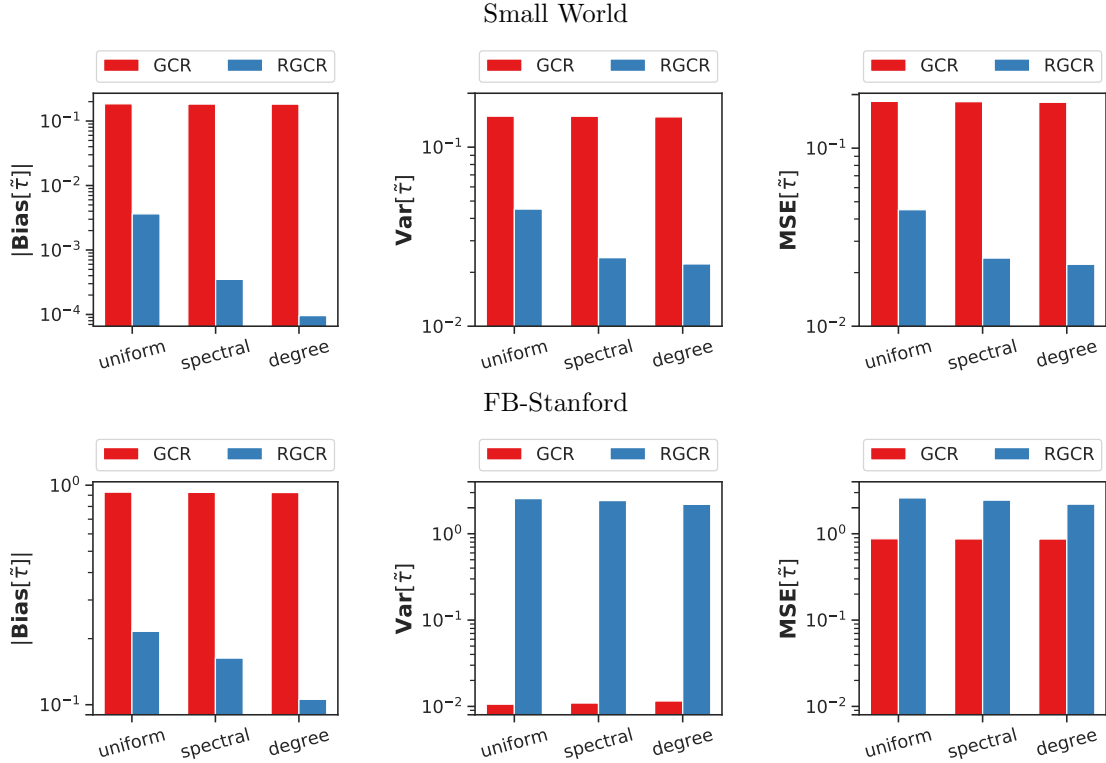 Small World
GCR RGCR
|Bias[τ̃]|
10⁻¹
10⁻²
10⁻³
10⁻⁴
uniform spectral degree
GCR RGCR
Var[τ̃]
10⁻¹
10⁻²
uniform spectral degree
GCR RGCR
MSE[τ̃]
10⁻¹
10⁻²
uniform spectral degree
FB-Stanford
GCR RGCR
|Bias[τ̃]|
10⁰
10⁻¹
uniform spectral degree
GCR RGCR
Var[τ̃]
10⁰
10⁻¹
10⁻²
uniform spectral degree
GCR RGCR
MSE[τ̃]
10⁰
10⁻¹
10⁻²
uniform spectral degree